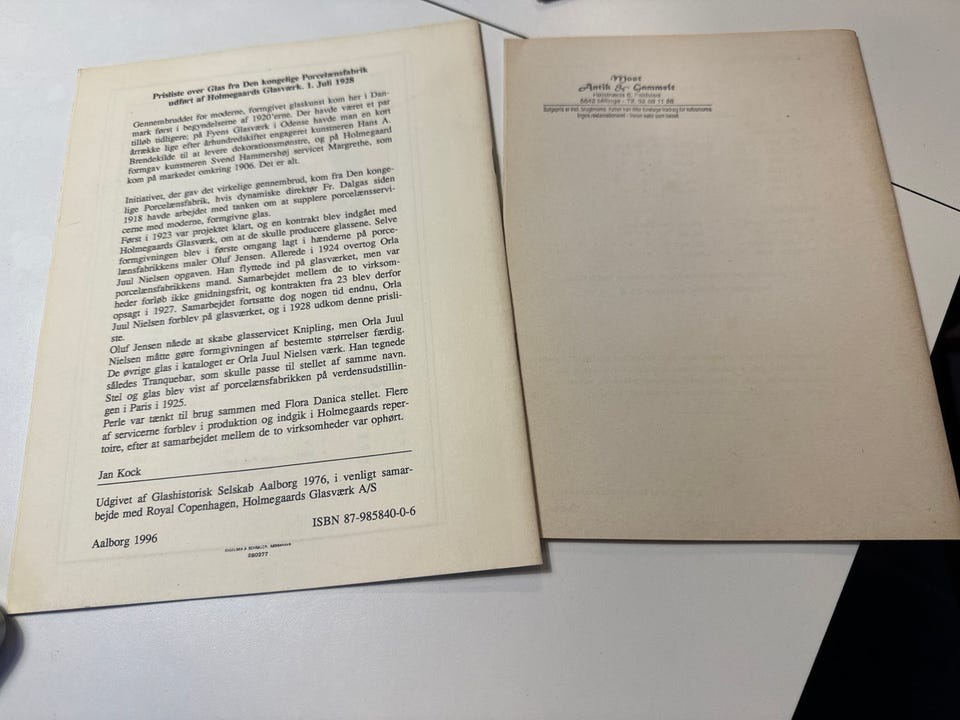 Prisliste over Glas fra Den kongelige Porcelænsfabrik
udført af Holmegaards Glasværk. 1. Juli 1928
Gennembruddet for moderne, formgivet glaskunst kom her i Dan-
mark først i begyndelsen af 1920'erne. Der havde været et par
tilløb tidligere; på Fyens Glasværk i Odense havde man en kort
årrække lige efter århundredskiftet engageret kunstneren Hans A.
Brendekilde til at levere dekorationsmønstre, og på Holmegaard
formgav kunstneren Svend Hammershøj servicet Margrethe, som
kom på markedet omkring 1906. Det er alt.
Initiativet, der gav det virkelige gennembrud, kom fra Den konge-
lige Porcelænsfabrik, hvis dynamiske direktør Fr. Dalgas siden
1918 havde arbejdet med tanken om at supplere porcelænsservi-
cerne med moderne, formgivne glas.
Først i 1923 var projektet klart, og en kontrakt blev indgået med
Holmegaards Glasværk, om at de skulle producere glassene. Selve
formgivningen blev i første omgang lagt i hænderne på porce-
lænsfabrikkens maler Oluf Jensen. Allerede i 1924 overtog Orla
Juul Nielsen opgaven. Han flyttede ind på glasværket, men var
porcelænsfabrikkens mand. Samarbejdet mellem de to virksom-
heder forløb ikke gnidningsfrit, og kontrakten fra 23 blev derfor
opsagt i 1927. Samarbejdet fortsatte dog nogen tid endnu, Orla
Juul Nielsen forblev på glasværket, og i 1928 udkom denne prisli-
ste.
Oluf Jensen nåede at skabe glasservicet Knipling, men Orla Juul
Nielsen måtte gøre formgivningen af bestemte størrelser færdig.
De øvrige glas i kataloget er Orla Juul Nielsen værk. Han tegnede
således Tranquebar, som skulle passe til stellet af samme navn.
Stel og glas blev vist af porcelænsfabrikken på verdensudstillin-
gen i Paris i 1925.
Perle var tænkt til brug sammen med Flora Danica stellet. Flere
af servicerne forblev i produktion og indgik i Holmegaards reper-
toire, efter at samarbejdet mellem de to virksomheder var ophørt.
Jan Kock
Udgivet af Glashistorisk Selskab Aalborg 1976, i venligt samar-
bejde med Royal Copenhagen, Holmegaards Glasværk A/S
ISBN 87-985840-0-6
Aalborg 1996
280277
Most
Antik & Gammelt
5642 Millinge - Tlf. 62 68 11 88